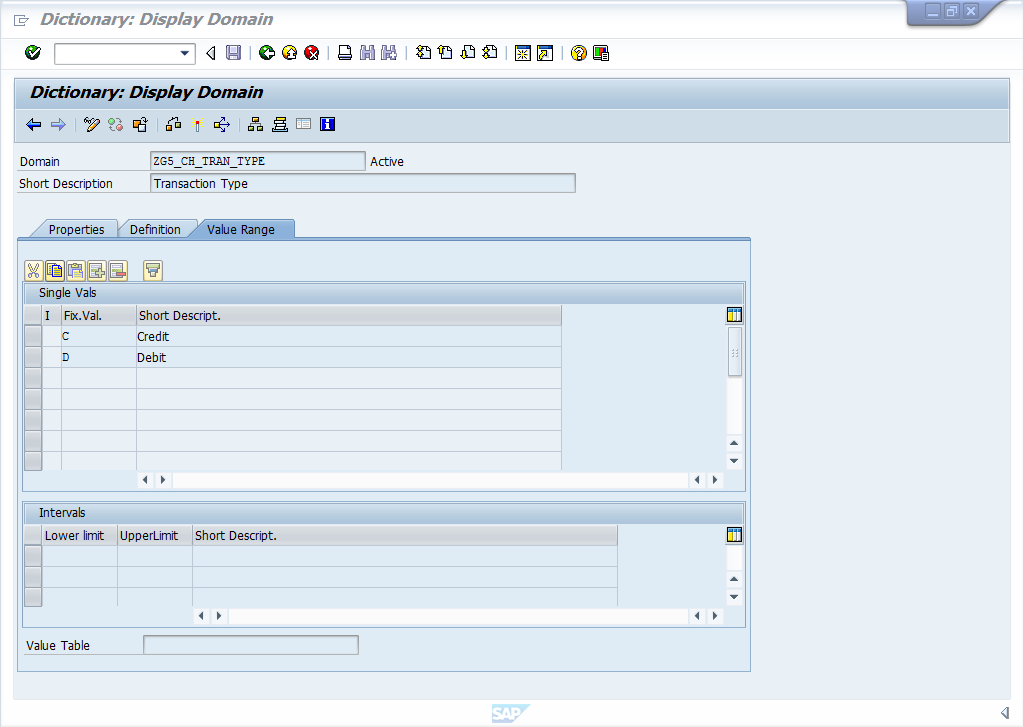 Dictionary: Display Domain
Dictionary: Display Domain
Domain ZG5_CH_TRAN_TYPE Active
Short Description Transaction Type
Properties Definition Value Range
Single Vals
I Fix.Val. Short Descript.
C Credit
D Debit
Intervals
Lower limit UpperLimit Short Descript.
Value Table
SAP